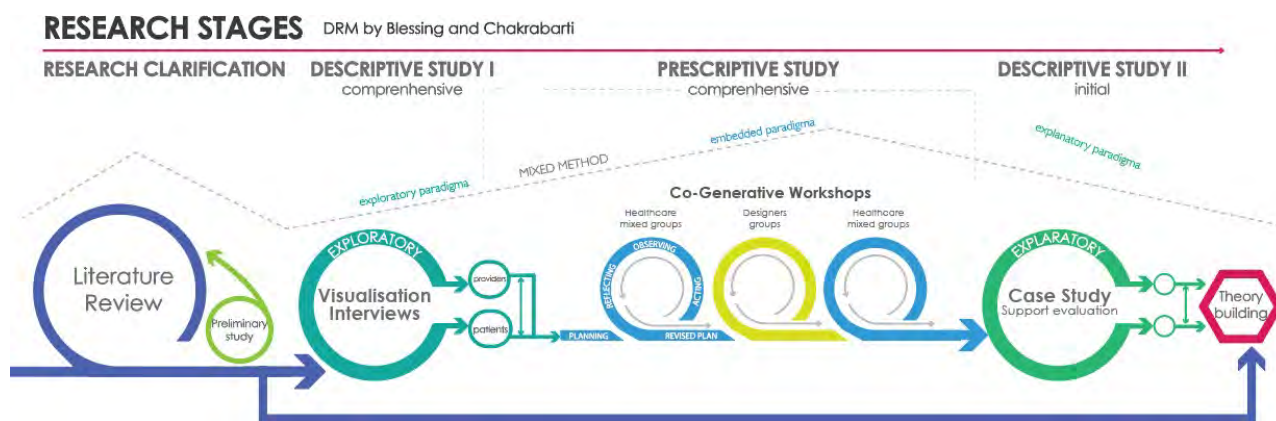 RESEARCH STAGES DRM by Blessing and Chakrabarti
RESEARCH CLARIFICATION
DESCRIPTIVE STUDY I
comprenhensive
PRESCRIPTIVE STUDY
comprenhensive
DESCRIPTIVE STUDY II
initial
exploratory paradigma
MIXED METHOD
embedded paradigma
explanatory paradigma
Literature
Review
Preliminary
study
EXPLORATORY
Visualisation
Interviews
providers
patients
Co-Generative Workshops
Healthcare
mixed groups
Designers
groups
Healthcare
mixed groups
PLANNING
REFLECTING
OBSERVING
ACTING
REVISED PLAN
EXPLARATORY
Case Study
Support evaluation
Theory
building